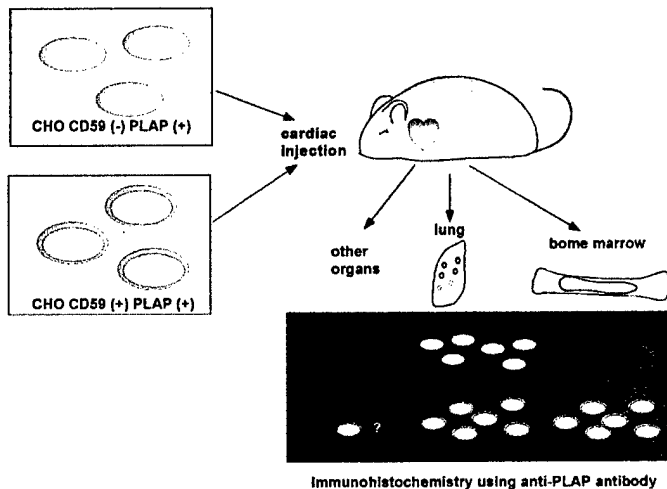 CHO CD59 (-) PLAP (+)
cardiac
injection
CHO CD59 (+) PLAP (+)
other
organs
lung
bome marrow
?
Immunohistochemistry using anti-PLAP antibody